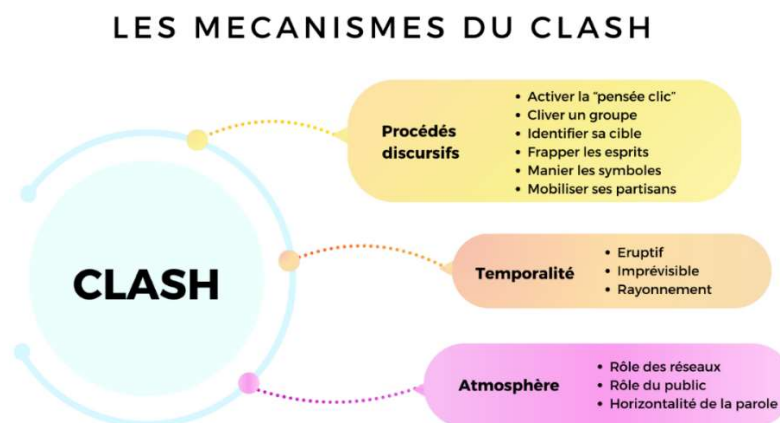 LES MECANISMES DU CLASH
CLASH
Procédés
discursifs
• Activer la "pensée clic"
• Cliver un groupe
• Identifier sa cible
• Frapper les esprits
• Manier les symboles
• Mobiliser ses partisans
Temporalité
• Eruptif
• Imprévisible
• Rayonnement
Atmosphère
• Rôle des réseaux
• Rôle du public
• Horizontalité de la parole